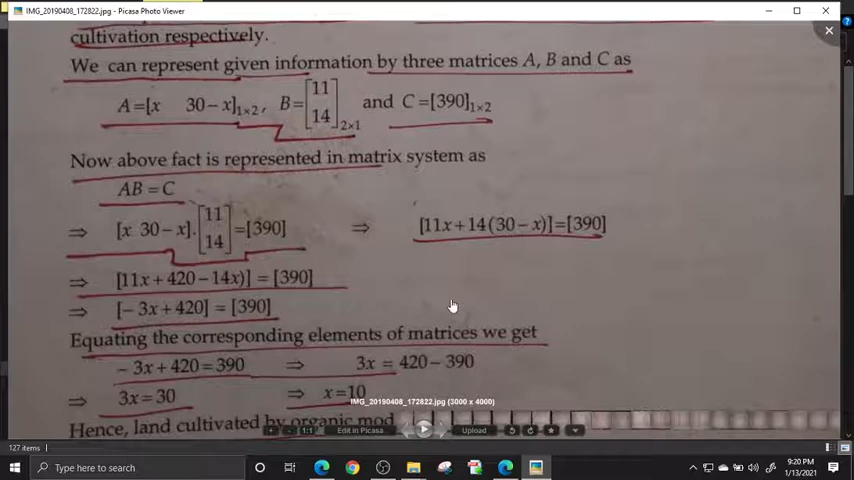 IMG_20190408_172822.jpg - Picasa Photo Viewer
cultivation respectively.
We can represent given information by three matrices A, B and C as
A=[x 30−x]1×2, B=[11 14]2×1 and C=[390]1×2
Now above fact is represented in matrix system as
AB = C
⇒ [x 30−x].[11 14]=[390] ⇒ [11x+14(30−x)]=[390]
⇒ [11x+420−14x)] = [390]
⇒ [−3x+420] = [390]
Equating the corresponding elements of matrices we get
−3x+420=390 ⇒ 3x = 420−390
⇒ 3x=30 ⇒ x=10
IMG_20190408_172822.jpg (3000 x 4000)
Hence, land cultivated by organic mod
1:1 Edit in Picasa Upload
127 items
Type here to search
9:20 PM
1/13/2021